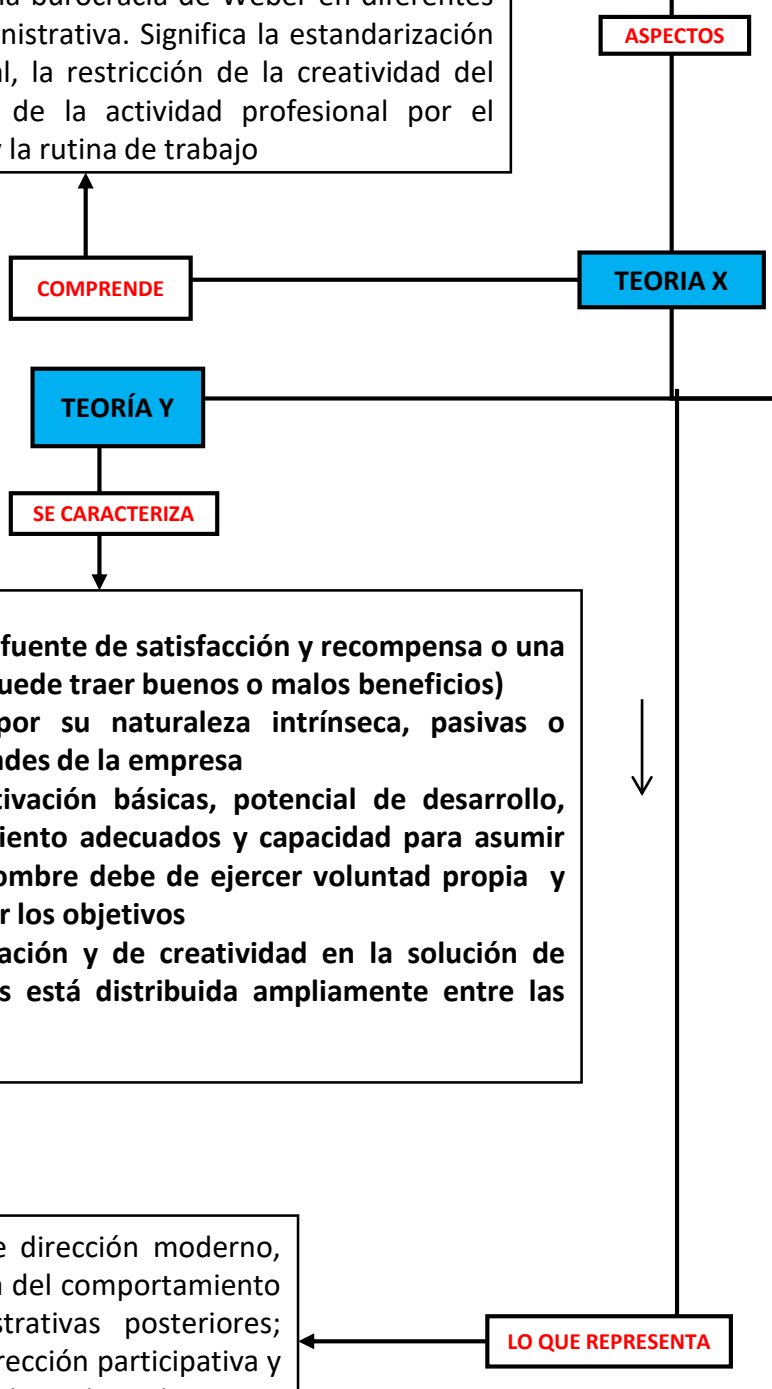 la burocracia de Weber en diferentes
nistrativa. Significa la estandarización
l, la restricción de la creatividad del
de la actividad profesional por el
y la rutina de trabajo
ASPECTOS
COMPRENDE
TEORIA X
TEORÍA Y
SE CARACTERIZA
fuente de satisfacción y recompensa o una
uede traer buenos o malos beneficios)
por su naturaleza intrínseca, pasivas o
ades de la empresa
tivación básicas, potencial de desarrollo,
iento adecuados y capacidad para asumir
ombre debe de ejercer voluntad propia y
r los objetivos
ación y de creatividad en la solución de
s está distribuida ampliamente entre las
e dirección moderno,
del comportamiento
strativas posteriores;
rección participativa y
LO QUE REPRESENTA